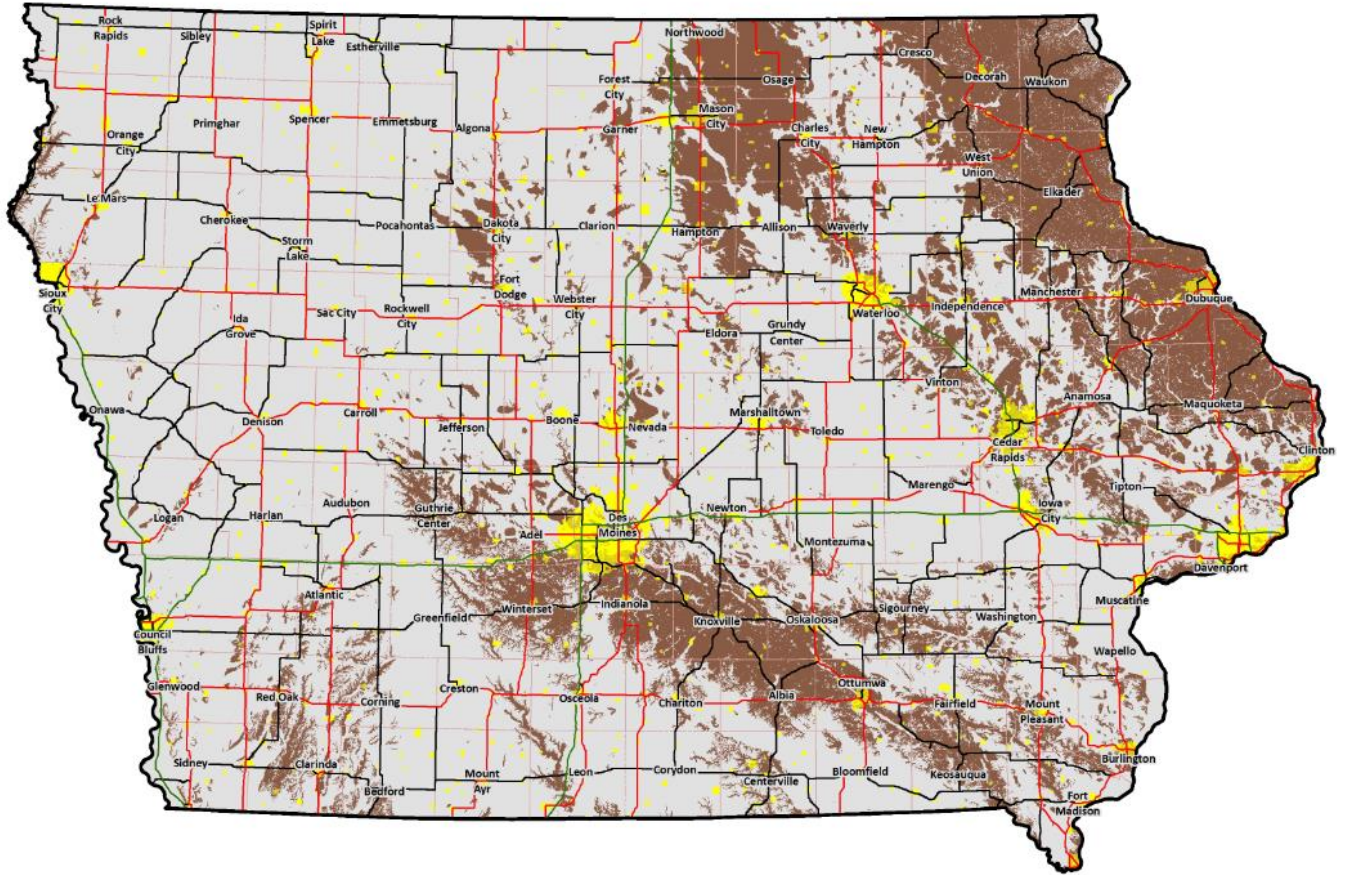 Rock
Rapids
Sibley
Spirit
Lake
Estherville
Northwood
Cresco
Decorah
Waukon
Forest
City
Osage
Mason
City
Orange
City
Primghar
Spencer
Emmetsburg
Algona
Garner
Charles
City
New
Hampton
West
Union
Elkader
Le Mars
Cherokee
Pocahontas
Dakota
City
Clarion
Hampton
Allison
Waverly
Storm
Lake
Sioux
City
Fort
Dodge
Webster
City
Waterloo
Independence
Manchester
Dubuque
Ida
Grove
Sac City
Rockwell
City
Eldora
Grundy
Center
Vinton
Anamosa
Maquoketa
Onawa
Denison
Carroll
Jefferson
Boone
Nevada
Marshalltown
Toledo
Cedar
Rapids
Clinton
Logan
Harlan
Audubon
Guthrie
Center
Adel
Des
Moines
Newton
Marengo
Iowa
City
Tipton
Montezuma
Davenport
Council
Bluffs
Atlantic
Greenfield
Winterset
Indianola
Knoxville
Oskaloosa
Sigourney
Washington
Muscatine
Wapello
Glenwood
Red Oak
Corning
Creston
Osceola
Chariton
Albia
Ottumwa
Fairfield
Mount
Pleasant
Burlington
Sidney
Clarinda
Bedford
Mount
Ayr
Leon
Corydon
Centerville
Bloomfield
Keosauqua
Fort
Madison